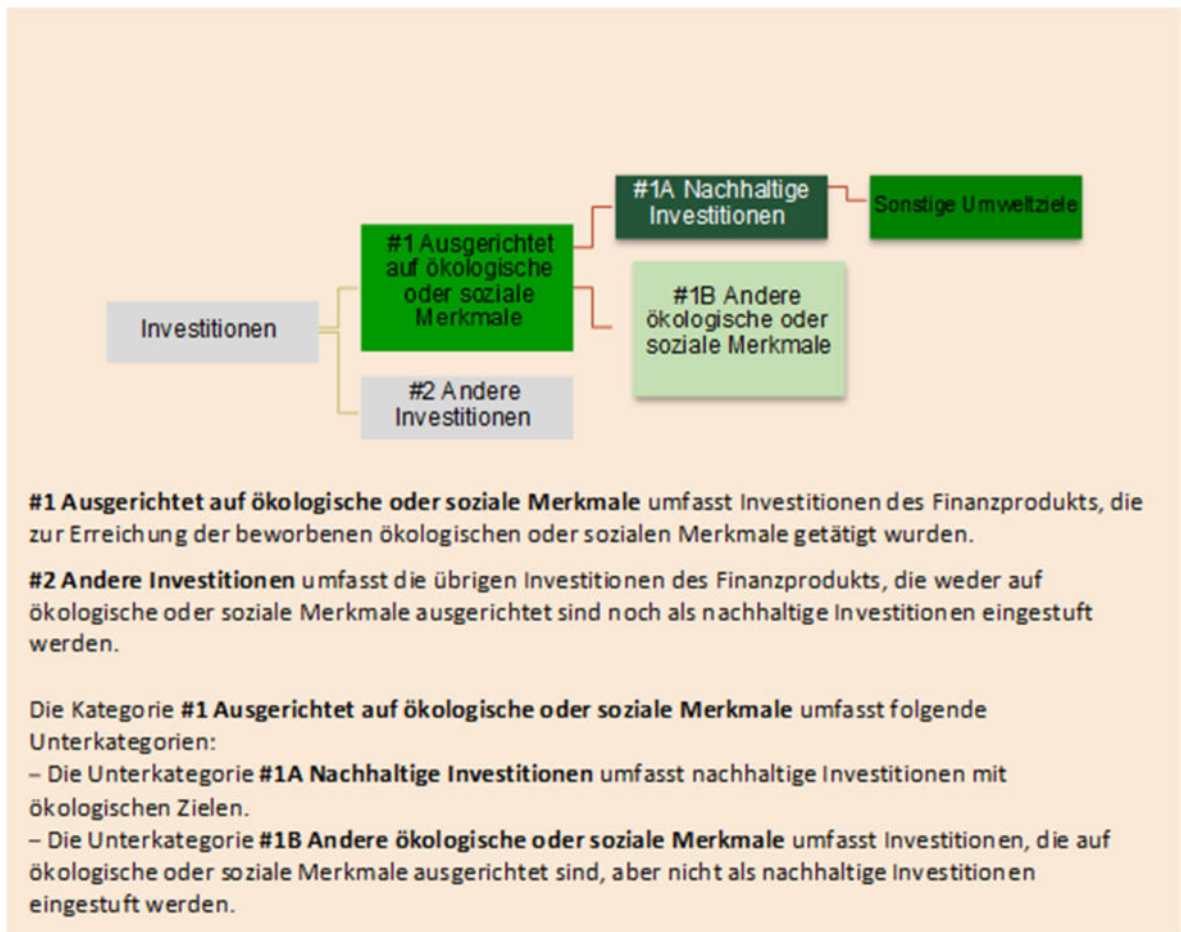 #1A Nachhaltige
Investitionen
Sonstige Umweltziele
#1 Ausgerichtet
auf ökologische
oder soziale
Merkmale
#1B Andere
ökologische oder
soziale Merkmale
Investitionen
#2 Andere
Investitionen
#1 Ausgerichtet auf ökologische oder soziale Merkmale umfasst Investitionen des Finanzprodukts, die
zur Erreichung der beworbenen ökologischen oder sozialen Merkmale getätigt wurden.
#2 Andere Investitionen umfasst die übrigen Investitionen des Finanzprodukts, die weder auf
ökologische oder soziale Merkmale ausgerichtet sind noch als nachhaltige Investitionen eingestuft
werden.
Die Kategorie #1 Ausgerichtet auf ökologische oder soziale Merkmale umfasst folgende
Unterkategorien:
– Die Unterkategorie #1A Nachhaltige Investitionen umfasst nachhaltige Investitionen mit
ökologischen Zielen.
– Die Unterkategorie #1B Andere ökologische oder soziale Merkmale umfasst Investitionen, die auf
ökologische oder soziale Merkmale ausgerichtet sind, aber nicht als nachhaltige Investitionen
eingestuft werden.